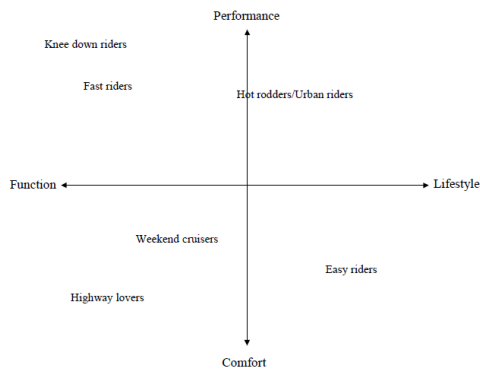 Performance
Knee down riders
Fast riders
Hot rodders/Urban riders
Function
Lifestyle
Weekend cruisers
Easy riders
Highway lovers
Comfort